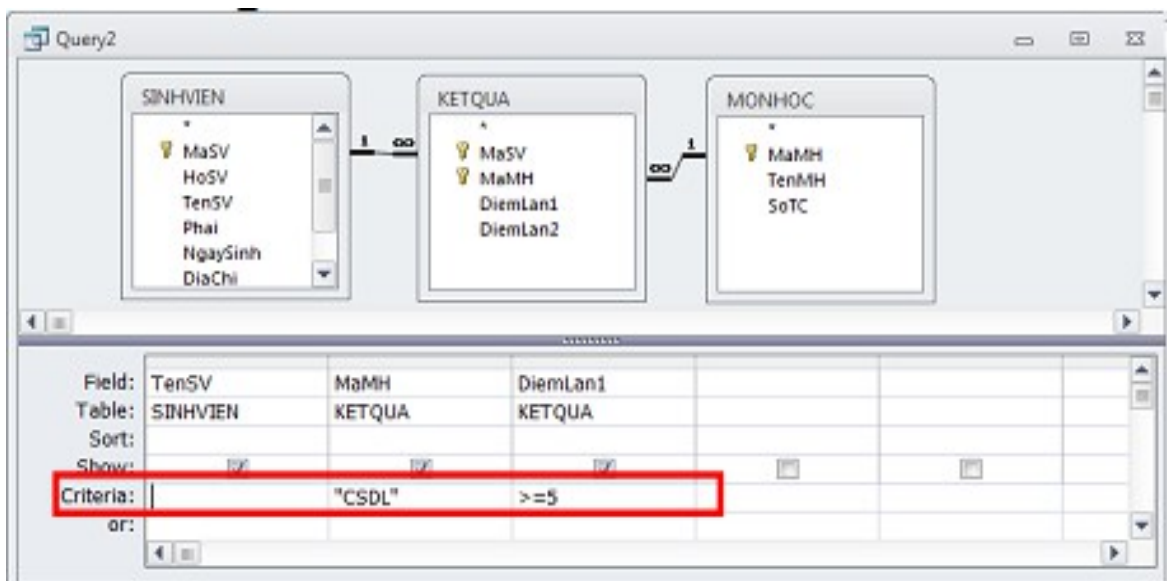 Query2
SINHVIEN
*
MaSV
HoSV
TenSV
Phai
NgaySinh
DiaChi
1 ∞
KETQUA
*
MaSV
MaMH
DiemLan1
DiemLan2
∞ 1
MONHOC
*
MaMH
TenMH
SoTC
Field: TenSV MaMH DiemLan1
Table: SINHVIEN KETQUA KETQUA
Sort:
Show:
Criteria: "CSDL" >=5
or: